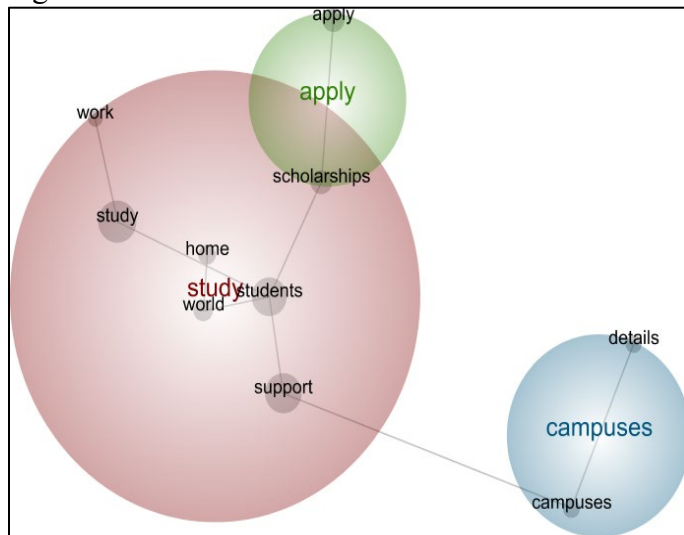 apply
apply
work
scholarships
study
home
study
students
world
details
support
campuses
campuses